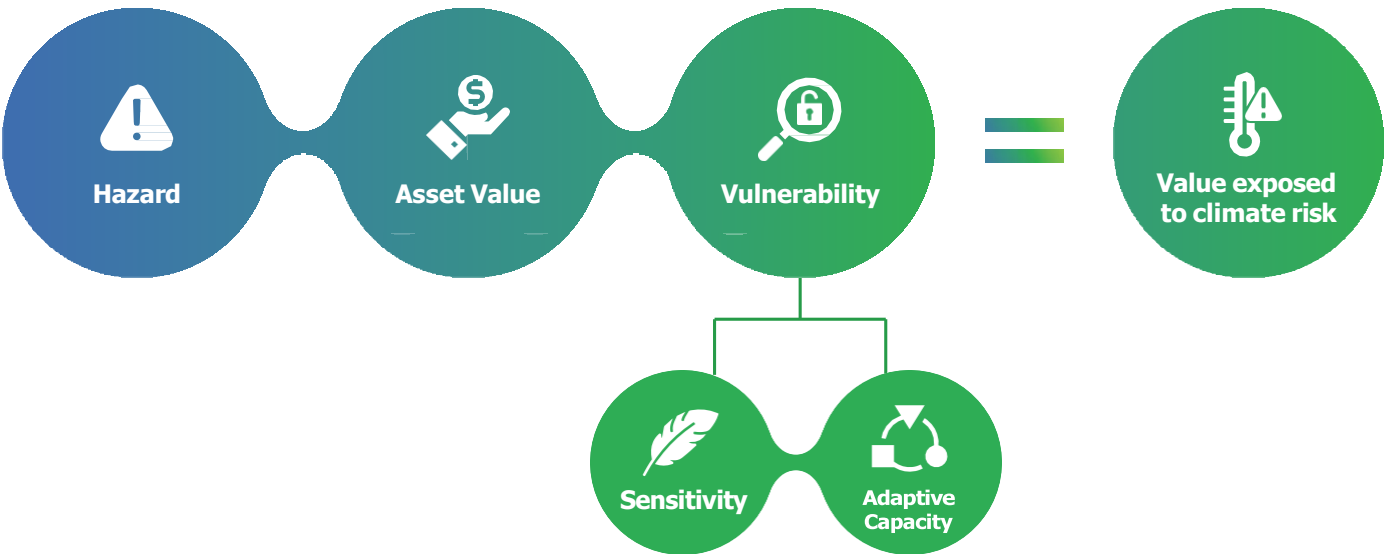 Hazard
Asset Value
Vulnerability
Value exposed
to climate risk
Sensitivity
Adaptive
Capacity